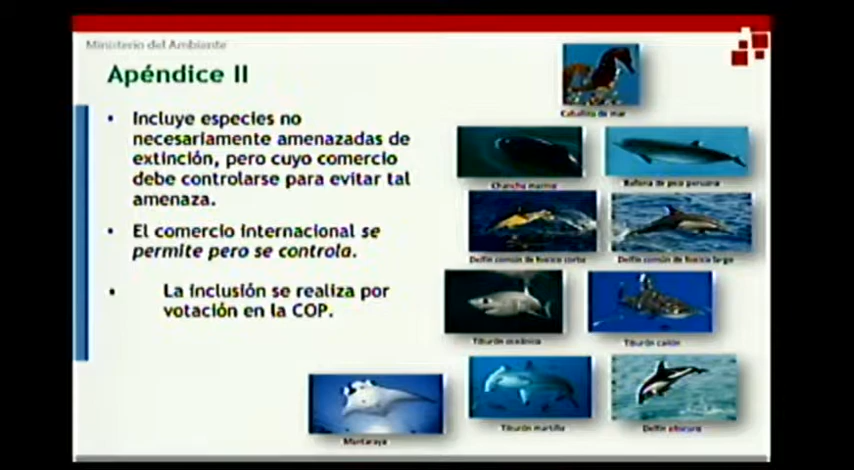 Ministerio del Ambiente
Apéndice II
• Incluye especies no
necesariamente amenazadas de
extinción, pero cuyo comercio
debe controlarse para evitar tal
amenaza.
• El comercio internacional se
permite pero se controla.
• La inclusión se realiza por
votación en la COP.
Caballito de mar
Chancho marino
Ballena de pico peruana
Delfín común de hocico corto
Delfín común de hocico largo
Tiburón oceánico
Tiburón
Mantaraya
Tiburón martillo
Delfín obscuro